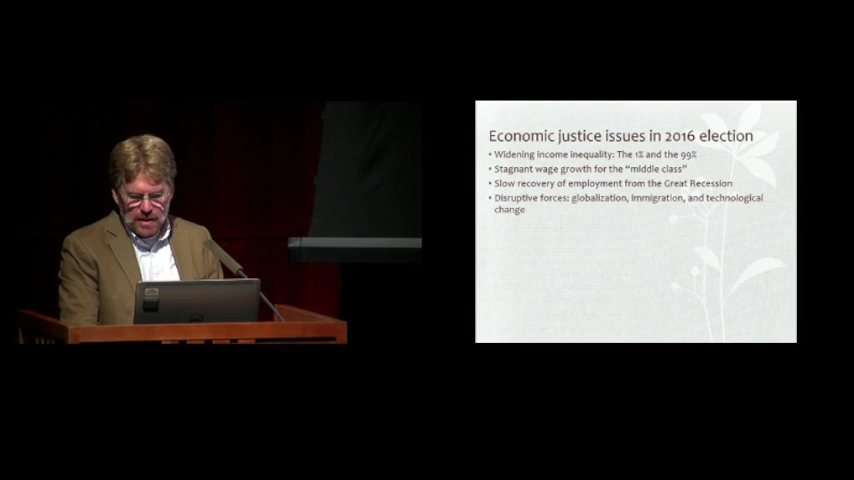 Economic justice issues in 2016 election
• Widening income inequality: The 1% and the 99%
• Stagnant wage growth for the "middle class"
• Slow recovery of employment from the Great Recession
• Disruptive forces: globalization, immigration, and technological
change